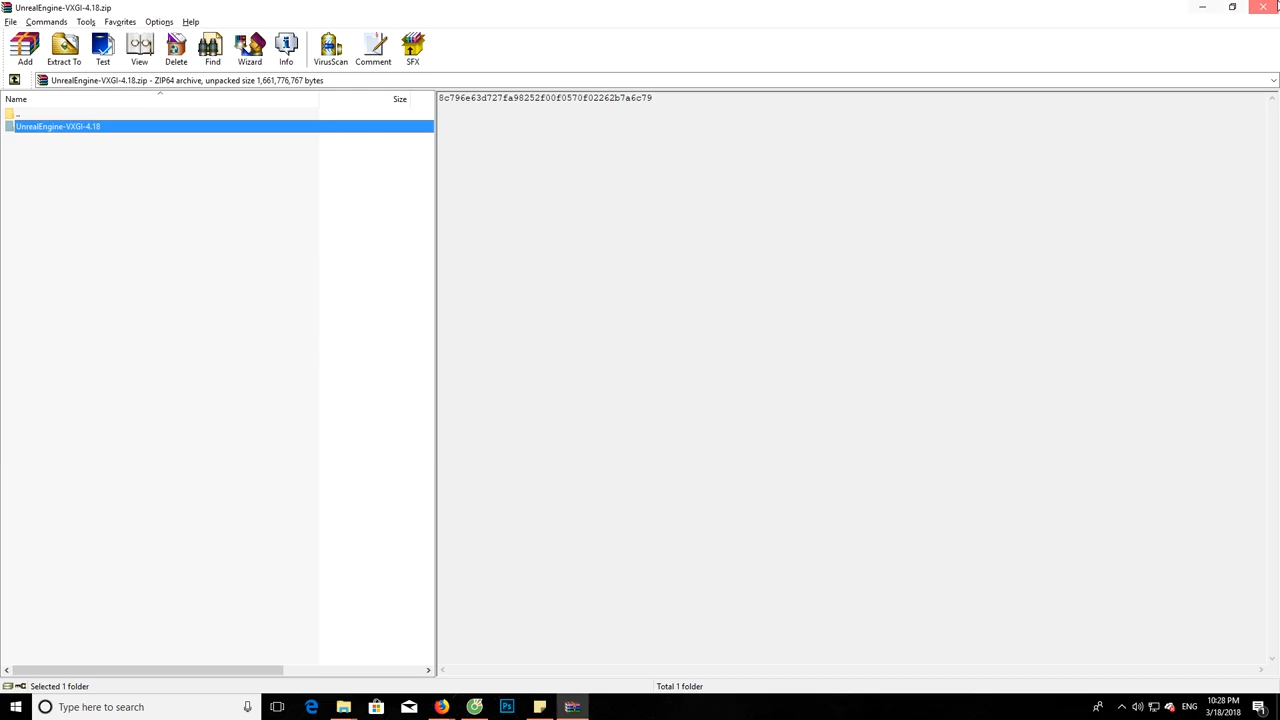 UnrealEngine-VXGI-4.18.zip
File Commands Tools Favorites Options Help
Add Extract To Test View Delete Find Wizard Info VirusScan Comment SFX
UnrealEngine-VXGI-4.18.zip - ZIP64 archive, unpacked size 1,661,776,767 bytes
Name Size
8c796e63d727fa98252f00f0570f02262b7a6c79
..
UnrealEngine-VXGI-4.18
Selected 1 folder Total 1 folder
Type here to search
Ps
ENG
10:28 PM
3/18/2018
1